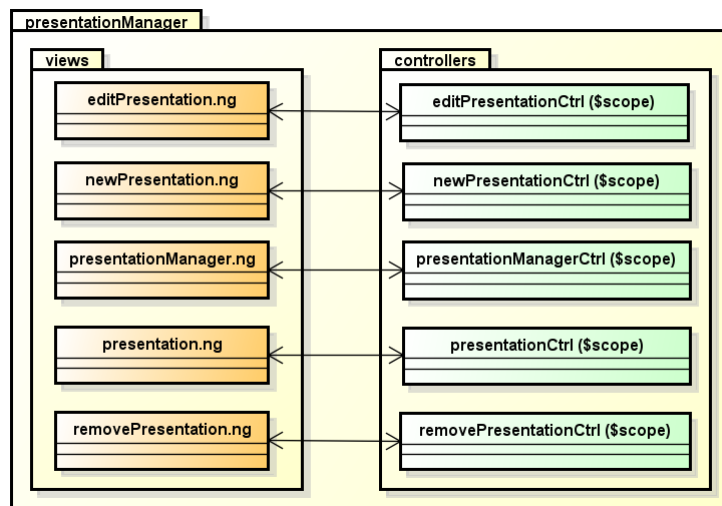 presentationManager
views
controllers
editPresentation.ng
editPresentationCtrl ($scope)
newPresentation.ng
newPresentationCtrl ($scope)
presentationManager.ng
presentationManagerCtrl ($scope)
presentation.ng
presentationCtrl ($scope)
removePresentation.ng
removePresentationCtrl ($scope)